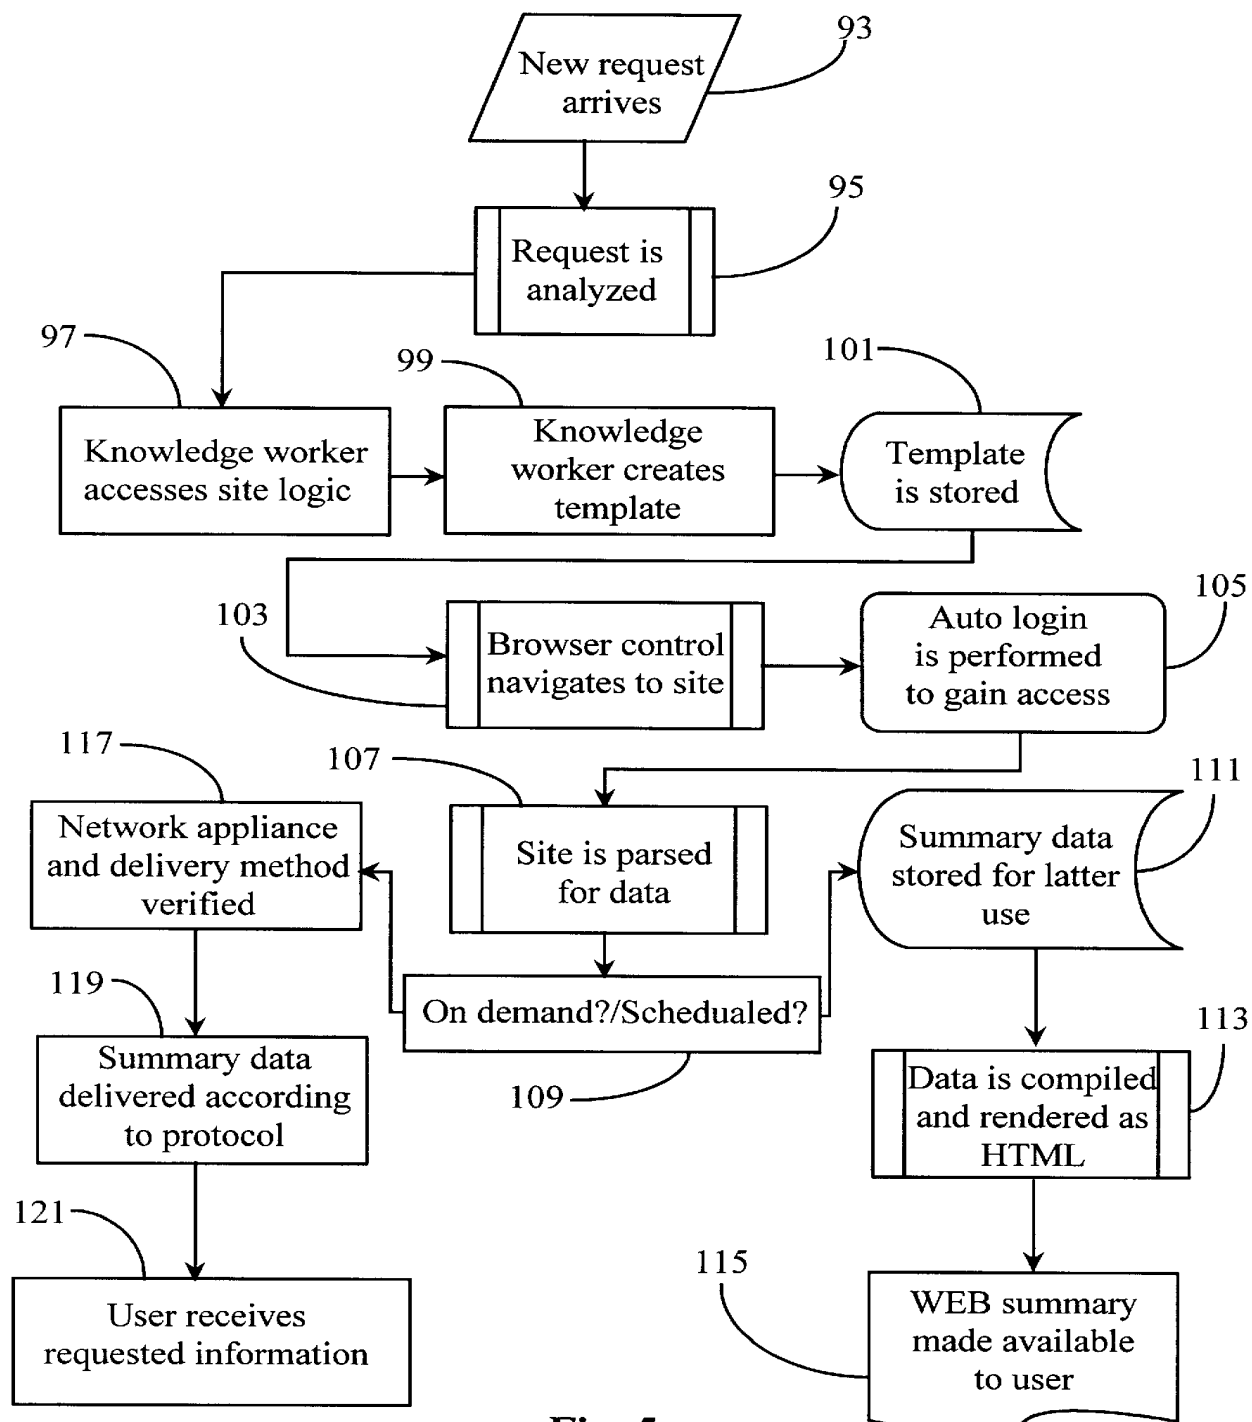 93
New request
arrives
95
Request is
analyzed
97
Knowledge worker
accesses site logic
99
Knowledge
worker creates
template
101
Template
is stored
103
Browser control
navigates to site
105
Auto login
is performed
to gain access
117
Network appliance
and delivery method
verified
107
Site is parsed
for data
111
Summary data
stored for latter
use
119
Summary data
delivered according
to protocol
On demand?/Schedualed?
109
113
Data is compiled
and rendered as
HTML
121
User receives
requested information
115
WEB summary
made available
to user